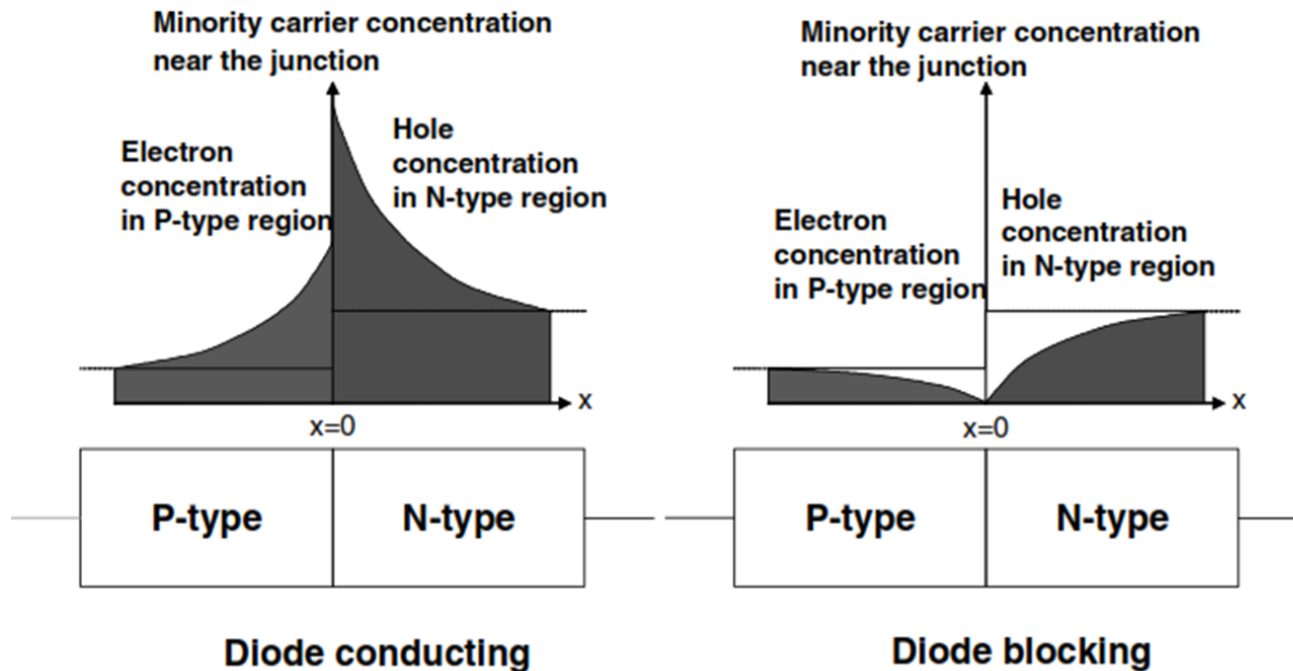 Minority carrier concentration
near the junction
Electron
concentration
in P-type region
Hole
concentration
in N-type region
x
x=0
P-type
N-type
Diode conducting
Minority carrier concentration
near the junction
Electron
concentration
in P-type region
Hole
concentration
in N-type region
x
x=0
P-type
N-type
Diode blocking